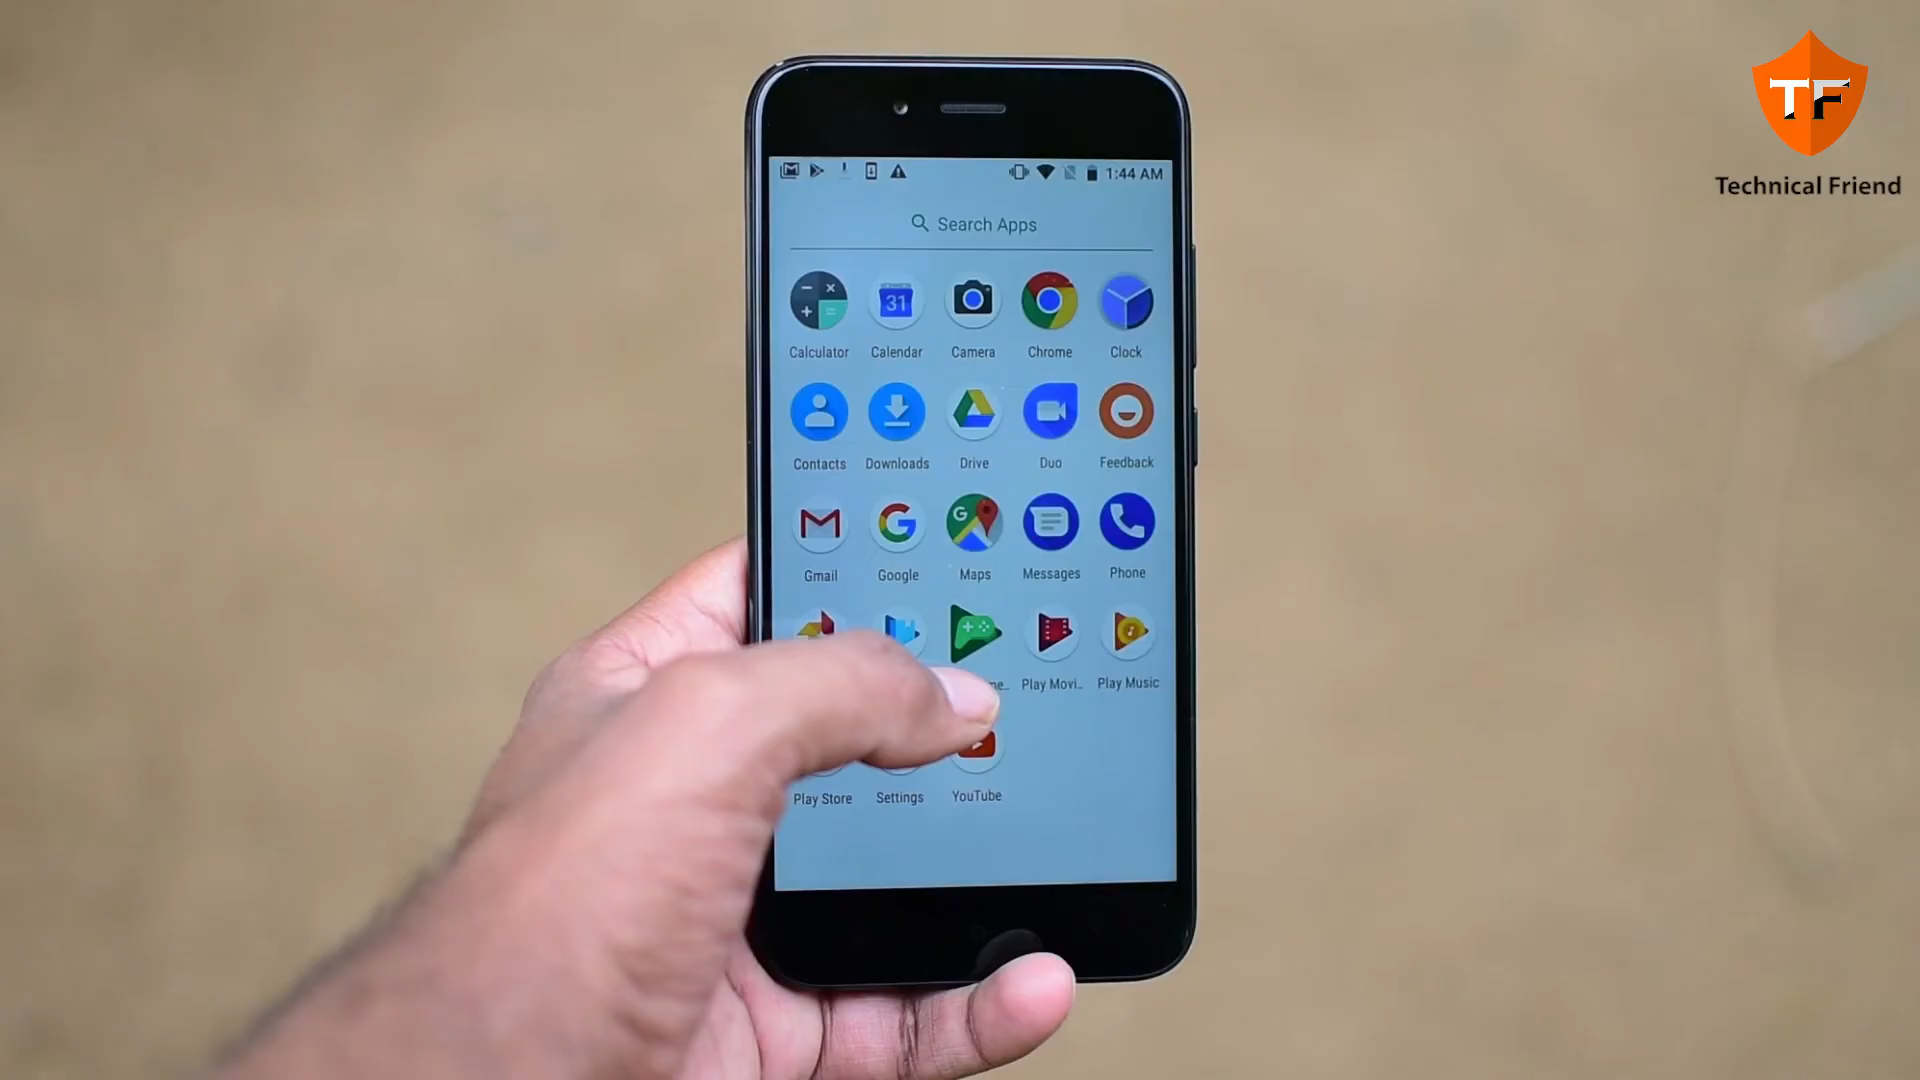 TF
Technical Friend
1:44 AM
Search Apps
31
Calculator Calendar Camera Chrome Clock
Contacts Downloads Drive Duo Feedback
Gmail Google Maps Messages Phone
Play Movi.. Play Music
Play Store Settings YouTube